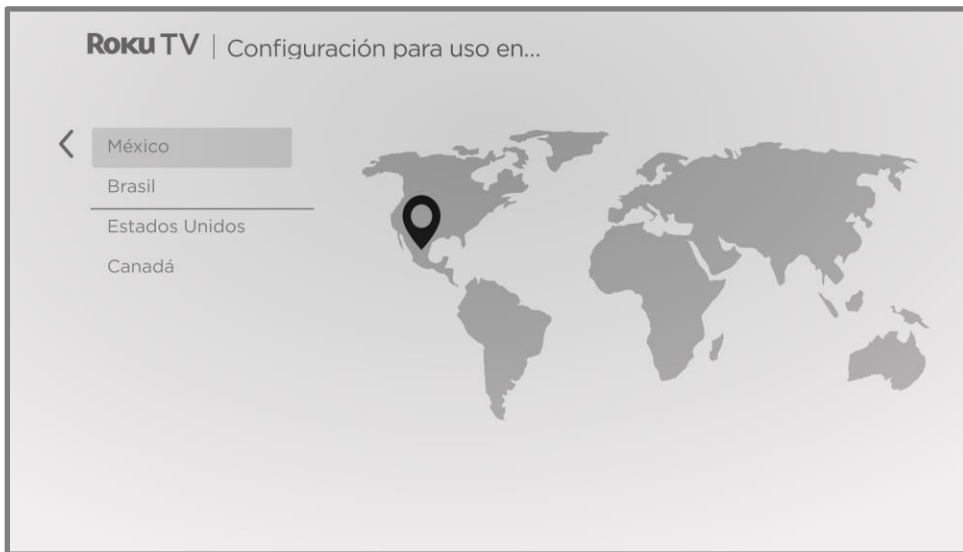 Roku TV | Configuración para uso en...
México
Brasil
Estados Unidos
Canadá